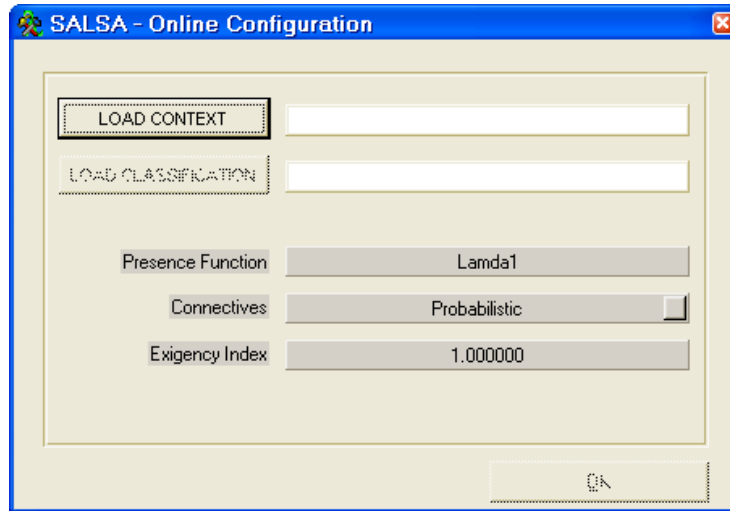 SALSA - Online Configuration
LOAD CONTEXT
LOAD CLASSIFICATION
Presence Function Lamda1
Connectives Probabilistic
Exigency Index 1.000000
OK